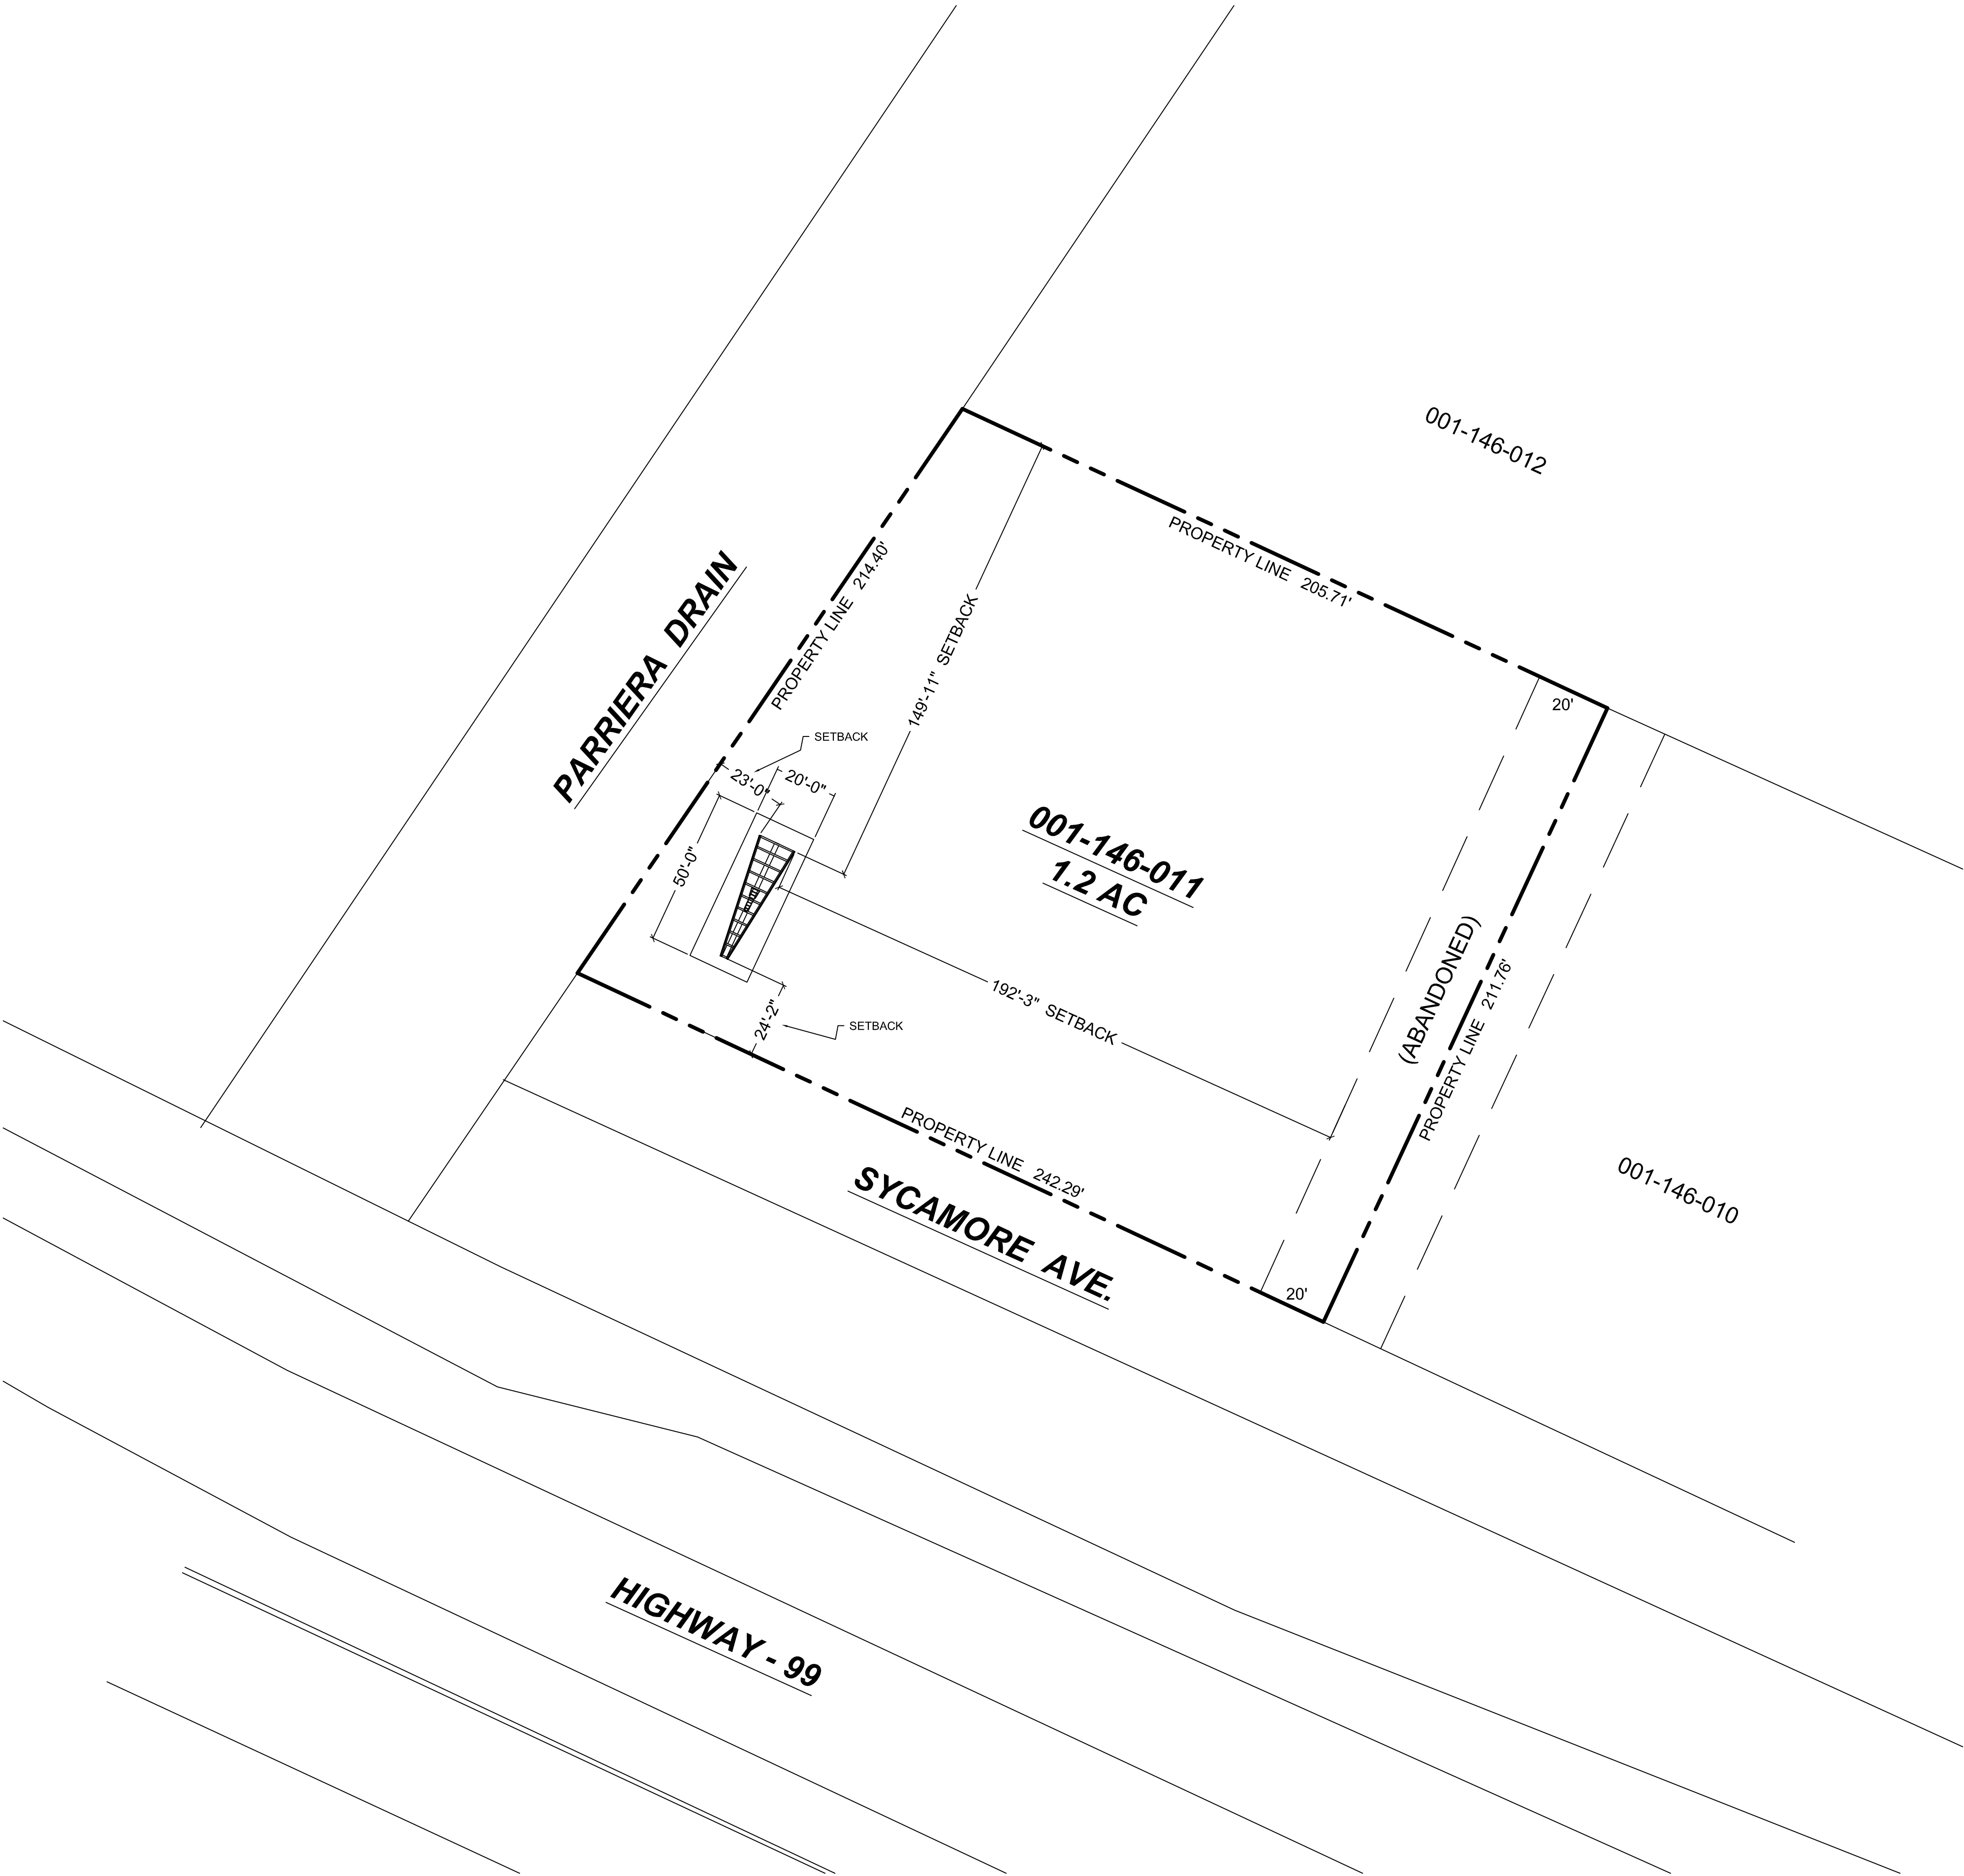 001-146-012
PROPERTY LINE 205.71'
PROPERTY LINE 214.40'
PARRIERA DRAIN
149'-11" SETBACK
20'
SETBACK
23'-0"
20'-0"
50'-0"
001-146-011
1.2 AC
(ABANDONED)
PROPERTY LINE 211.76'
192'-3" SETBACK
24'-2"
SETBACK
PROPERTY LINE 242.29'
SYCAMORE AVE.
001-146-010
20'
HIGHWAY - 99